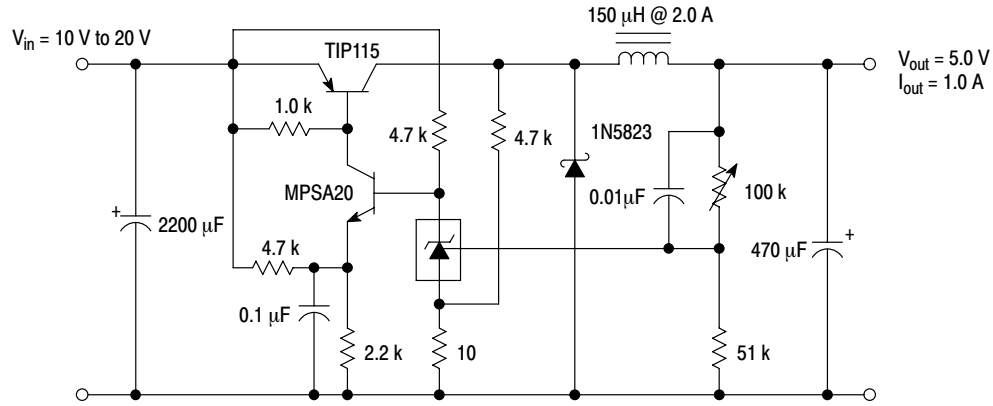 150 μH @ 2.0 A
V_in = 10 V to 20 V
TIP115
V_out = 5.0 V
I_out = 1.0 A
1.0 k
4.7 k
4.7 k
1N5823
MPSA20
0.01μF
100 k
+
2200 μF
4.7 k
470 μF
+
0.1 μF
2.2 k
10
51 k